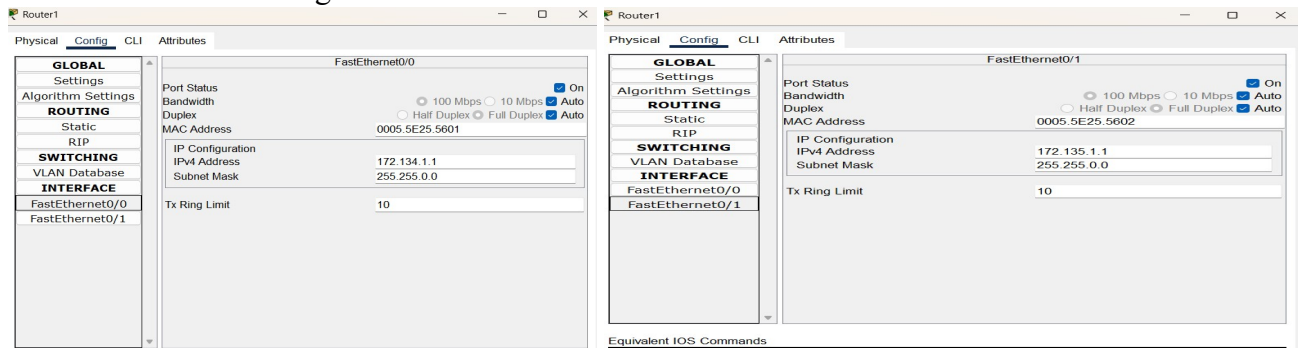 Router1
Physical Config CLI Attributes
GLOBAL
Settings
Algorithm Settings
ROUTING
Static
RIP
SWITCHING
VLAN Database
INTERFACE
FastEthernet0/0
FastEthernet0/1
FastEthernet0/0
Port Status On
Bandwidth 100 Mbps 10 Mbps Auto
Duplex Half Duplex Full Duplex Auto
MAC Address 0005.5E25.5601
IP Configuration
IPv4 Address 172.134.1.1
Subnet Mask 255.255.0.0
Tx Ring Limit 10
Router1
Physical Config CLI Attributes
GLOBAL
Settings
Algorithm Settings
ROUTING
Static
RIP
SWITCHING
VLAN Database
INTERFACE
FastEthernet0/0
FastEthernet0/1
FastEthernet0/1
Port Status On
Bandwidth 100 Mbps 10 Mbps Auto
Duplex Half Duplex Full Duplex Auto
MAC Address 0005.5E25.5602
IP Configuration
IPv4 Address 172.135.1.1
Subnet Mask 255.255.0.0
Tx Ring Limit 10
Equivalent IOS Commands